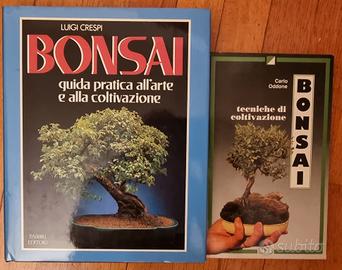 LUIGI CRESPI
BONSAI
guida pratica all'arte
e alla coltivazione
FABBRI
EDITORI
Carlo
Oddone
tecniche di
coltivazione
BONSAI
subito